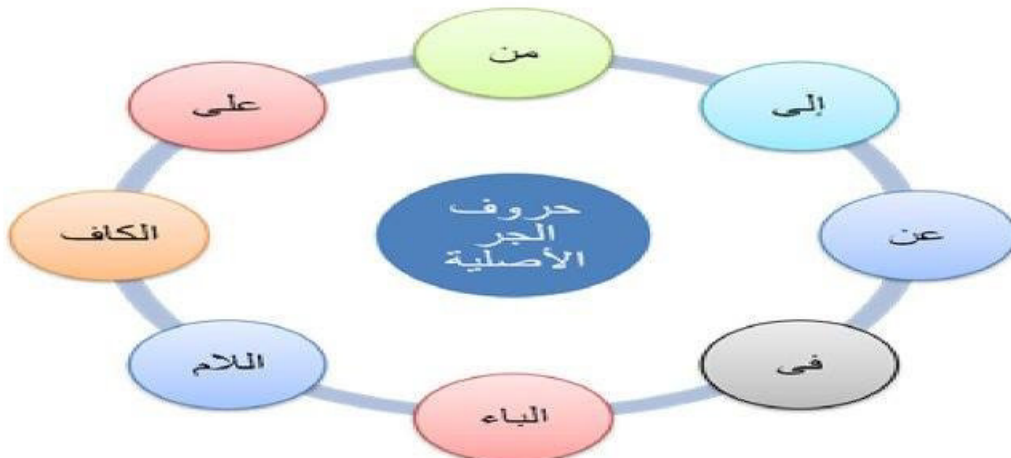 من
إلى
عن
فى
الباء
اللام
الكاف
على
حروف
الجر
الأصلية